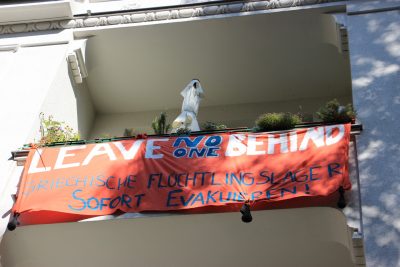 LEAVE NO ONE BEHIND
GRIECHISCHE FLÜCHTLINGSLAGER
SOFORT EVAKUIEREN!